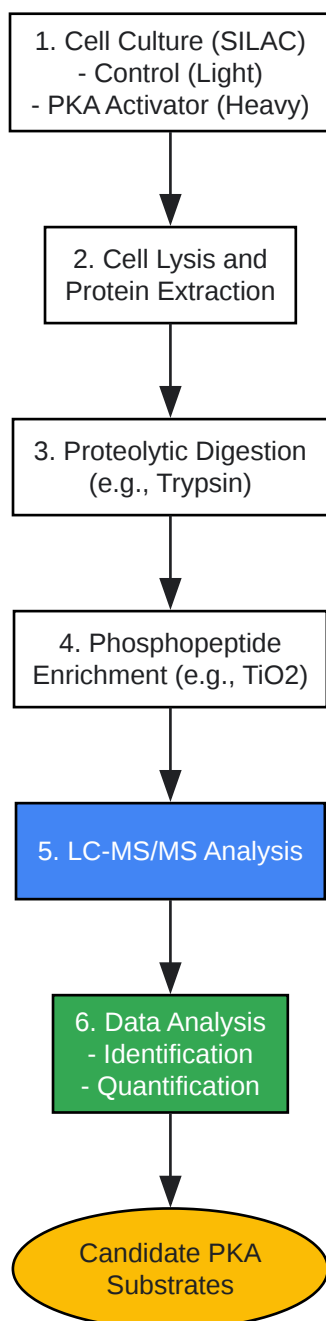 1. Cell Culture (SILAC)
- Control (Light)
- PKA Activator (Heavy)
2. Cell Lysis and
Protein Extraction
3. Proteolytic Digestion
(e.g., Trypsin)
4. Phosphopeptide
Enrichment (e.g., TiO2)
5. LC-MS/MS Analysis
6. Data Analysis
- Identification
- Quantification
Candidate PKA
Substrates